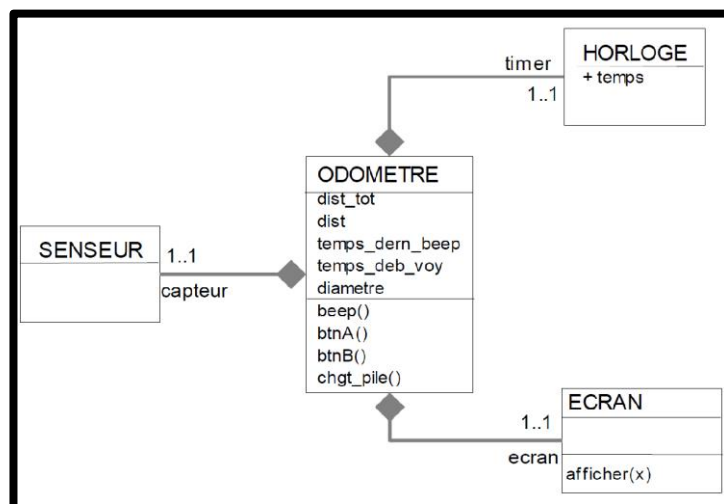 timer
1..1
HORLOGE
+ temps
ODOMETRE
dist_tot
dist
temps_dern_beep
temps_deb_voy
diametre
beep()
btnA()
btnB()
chgt_pile()
SENSEUR
1..1
capteur
1..1
ecran
ECRAN
afficher(x)